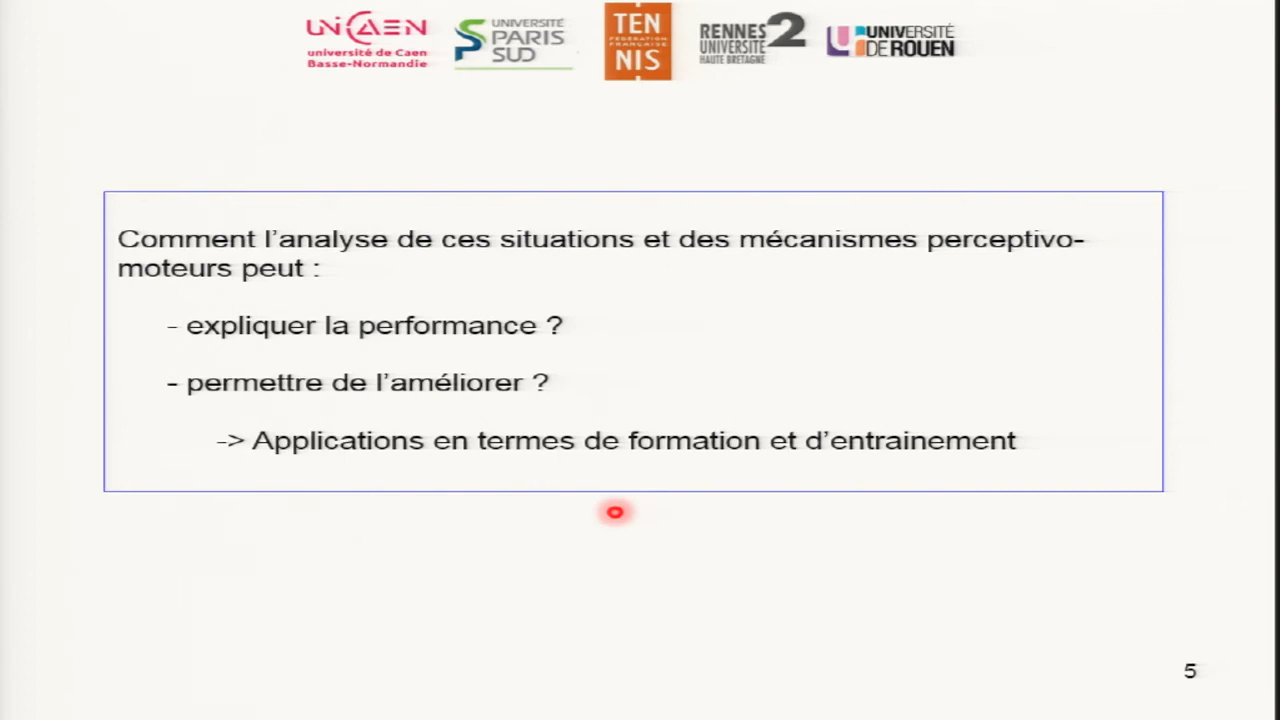 UNICAEN
université de Caen
Basse-Normandie
UNIVERSITÉ
PARIS
SUD
TEN
FÉDÉRATION
FRANÇAISE
NIS
RENNES 2
UNIVERSITÉ
HAUTE BRETAGNE
UNIVERSITÉ
DE ROUEN
Comment l’analyse de ces situations et des mécanismes perceptivo-
moteurs peut :
- expliquer la performance ?
- permettre de l’améliorer ?
-> Applications en termes de formation et d’entrainement
5